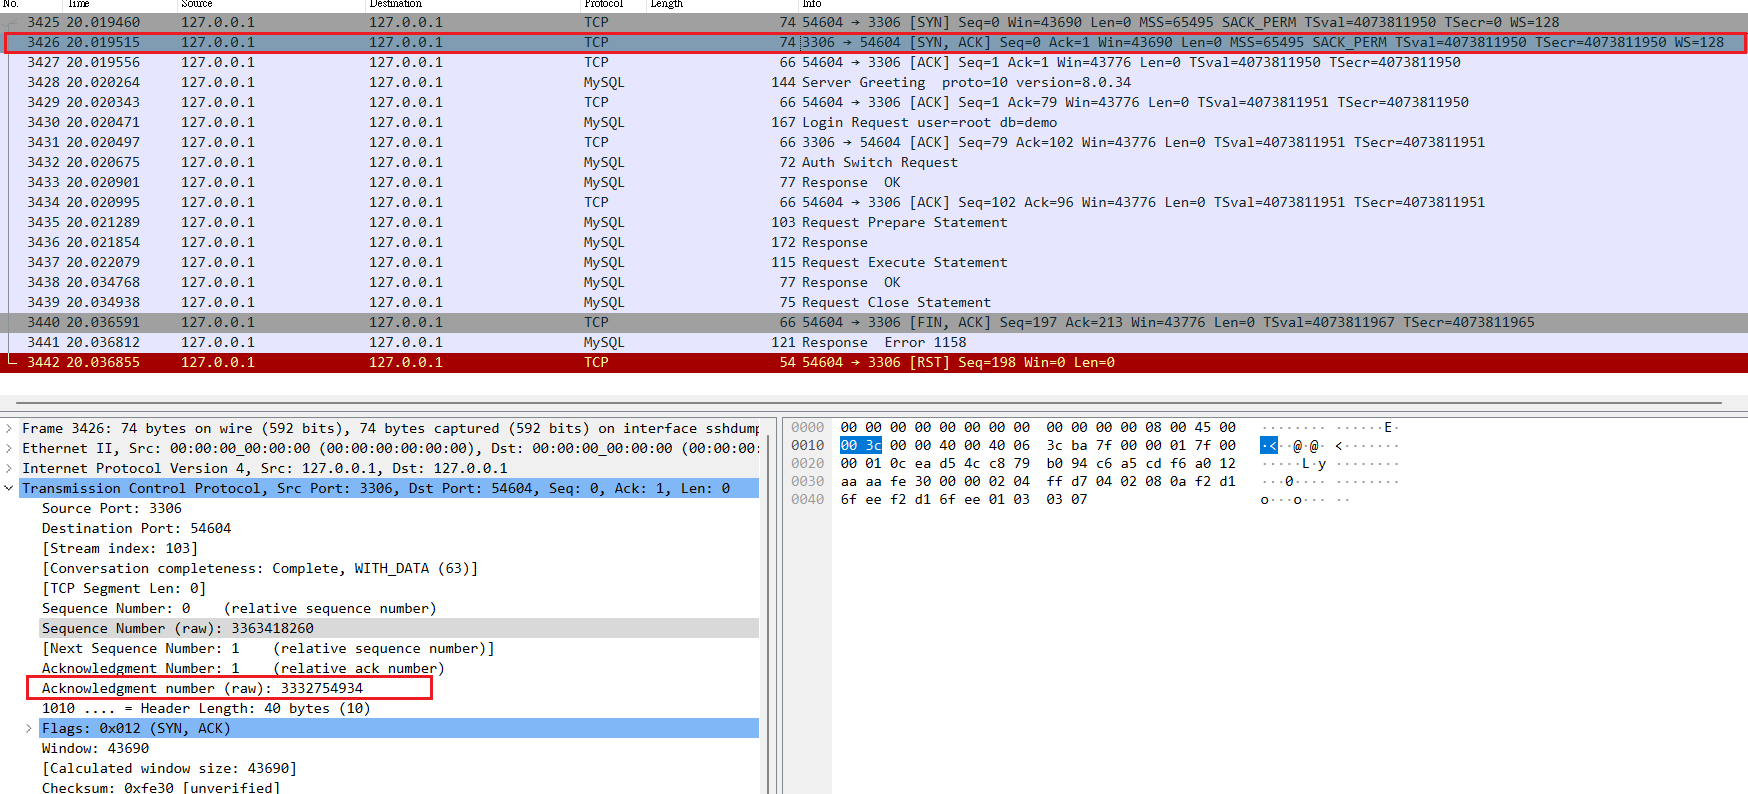 No. Time Source Destination Protocol Length Info
3425 20.019460 127.0.0.1 127.0.0.1 TCP 74 54604 → 3306 [SYN] Seq=0 Win=43690 Len=0 MSS=65495 SACK_PERM TSval=4073811950 TSecr=0 WS=128
3426 20.019515 127.0.0.1 127.0.0.1 TCP 74 3306 → 54604 [SYN, ACK] Seq=0 Ack=1 Win=43690 Len=0 MSS=65495 SACK_PERM TSval=4073811950 TSecr=4073811950 WS=128
3427 20.019556 127.0.0.1 127.0.0.1 TCP 66 54604 → 3306 [ACK] Seq=1 Ack=1 Win=43776 Len=0 TSval=4073811950 TSecr=4073811950
3428 20.020264 127.0.0.1 127.0.0.1 MySQL 144 Server Greeting  proto=10 version=8.0.34
3429 20.020343 127.0.0.1 127.0.0.1 TCP 66 54604 → 3306 [ACK] Seq=1 Ack=79 Win=43776 Len=0 TSval=4073811951 TSecr=4073811950
3430 20.020471 127.0.0.1 127.0.0.1 MySQL 167 Login Request user=root db=demo
3431 20.020497 127.0.0.1 127.0.0.1 TCP 66 3306 → 54604 [ACK] Seq=79 Ack=102 Win=43776 Len=0 TSval=4073811951 TSecr=4073811951
3432 20.020675 127.0.0.1 127.0.0.1 MySQL 72 Auth Switch Request
3433 20.020901 127.0.0.1 127.0.0.1 MySQL 77 Response  OK
3434 20.020995 127.0.0.1 127.0.0.1 TCP 66 54604 → 3306 [ACK] Seq=102 Ack=96 Win=43776 Len=0 TSval=4073811951 TSecr=4073811951
3435 20.021289 127.0.0.1 127.0.0.1 MySQL 103 Request Prepare Statement
3436 20.021854 127.0.0.1 127.0.0.1 MySQL 172 Response
3437 20.022079 127.0.0.1 127.0.0.1 MySQL 115 Request Execute Statement
3438 20.034768 127.0.0.1 127.0.0.1 MySQL 77 Response  OK
3439 20.034938 127.0.0.1 127.0.0.1 MySQL 75 Request Close Statement
3440 20.036591 127.0.0.1 127.0.0.1 TCP 66 54604 → 3306 [FIN, ACK] Seq=197 Ack=213 Win=43776 Len=0 TSval=4073811967 TSecr=4073811965
3441 20.036812 127.0.0.1 127.0.0.1 MySQL 121 Response  Error 1158
3442 20.036855 127.0.0.1 127.0.0.1 TCP 54 54604 → 3306 [RST] Seq=198 Win=0 Len=0
Frame 3426: 74 bytes on wire (592 bits), 74 bytes captured (592 bits) on interface sshdump
Ethernet II, Src: 00:00:00_00:00:00 (00:00:00:00:00:00), Dst: 00:00:00_00:00:00 (00:00:00:
Internet Protocol Version 4, Src: 127.0.0.1, Dst: 127.0.0.1
Transmission Control Protocol, Src Port: 3306, Dst Port: 54604, Seq: 0, Ack: 1, Len: 0
Source Port: 3306
Destination Port: 54604
[Stream index: 103]
[Conversation completeness: Complete, WITH_DATA (63)]
[TCP Segment Len: 0]
Sequence Number: 0    (relative sequence number)
Sequence Number (raw): 3363418260
[Next Sequence Number: 1    (relative sequence number)]
Acknowledgment Number: 1    (relative ack number)
Acknowledgment number (raw): 3332754934
1010 .... = Header Length: 40 bytes (10)
Flags: 0x012 (SYN, ACK)
Window: 43690
[Calculated window size: 43690]
Checksum: 0xfe30 [unverified]
0000 00 00 00 00 00 00 00 00 00 00 00 00 08 00 45 00 ········ ······E·
0010 00 3c 00 00 40 00 40 06 3c ba 7f 00 00 01 7f 00 ·<··@·@· <·······
0020 00 01 0c ea d5 4c c8 79 b0 94 c6 a5 cd f6 a0 12 ·····L·y ········
0030 aa aa fe 30 00 00 02 04 ff d7 04 02 08 0a f2 d1 ···0···· ········
0040 6f ee f2 d1 6f ee 01 03 03 07 o···o··· ··